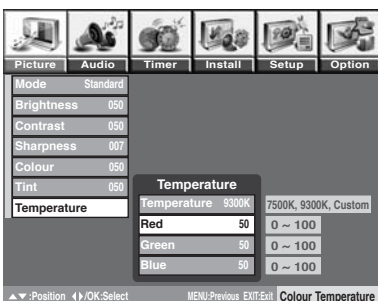 Picture Audio Timer Install Setup Option
Mode Standard
Brightness 050
Contrast 050
Sharpness 007
Colour 050
Tint 050
Temperature
Temperature
Temperature 9300K 7500K, 9300K, Custom
Red 50 0 ~ 100
Green 50 0 ~ 100
Blue 50 0 ~ 100
▲▼ :Position ◀▶/OK:Select MENU:Previous EXIT:Exit Colour Temperature